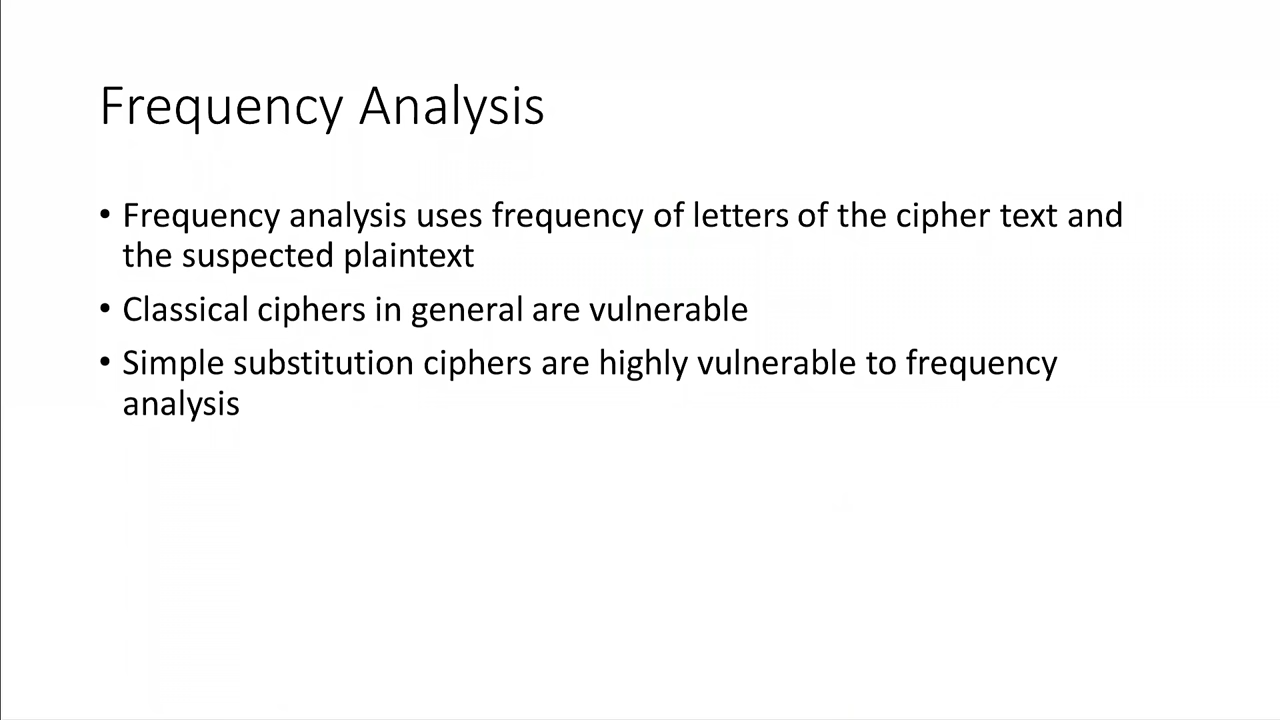 Frequency Analysis
• Frequency analysis uses frequency of letters of the cipher text and
the suspected plaintext
• Classical ciphers in general are vulnerable
• Simple substitution ciphers are highly vulnerable to frequency
analysis